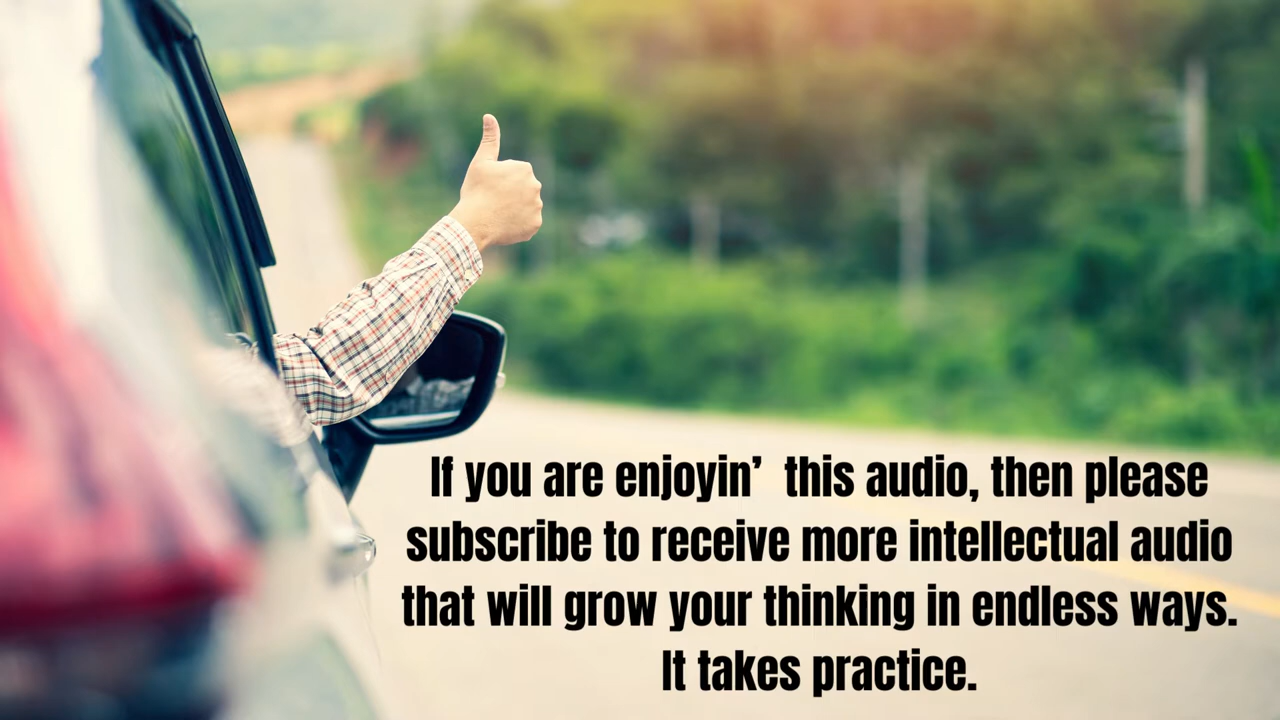 If you are enjoyin’  this audio, then please
subscribe to receive more intellectual audio
that will grow your thinking in endless ways.
It takes practice.